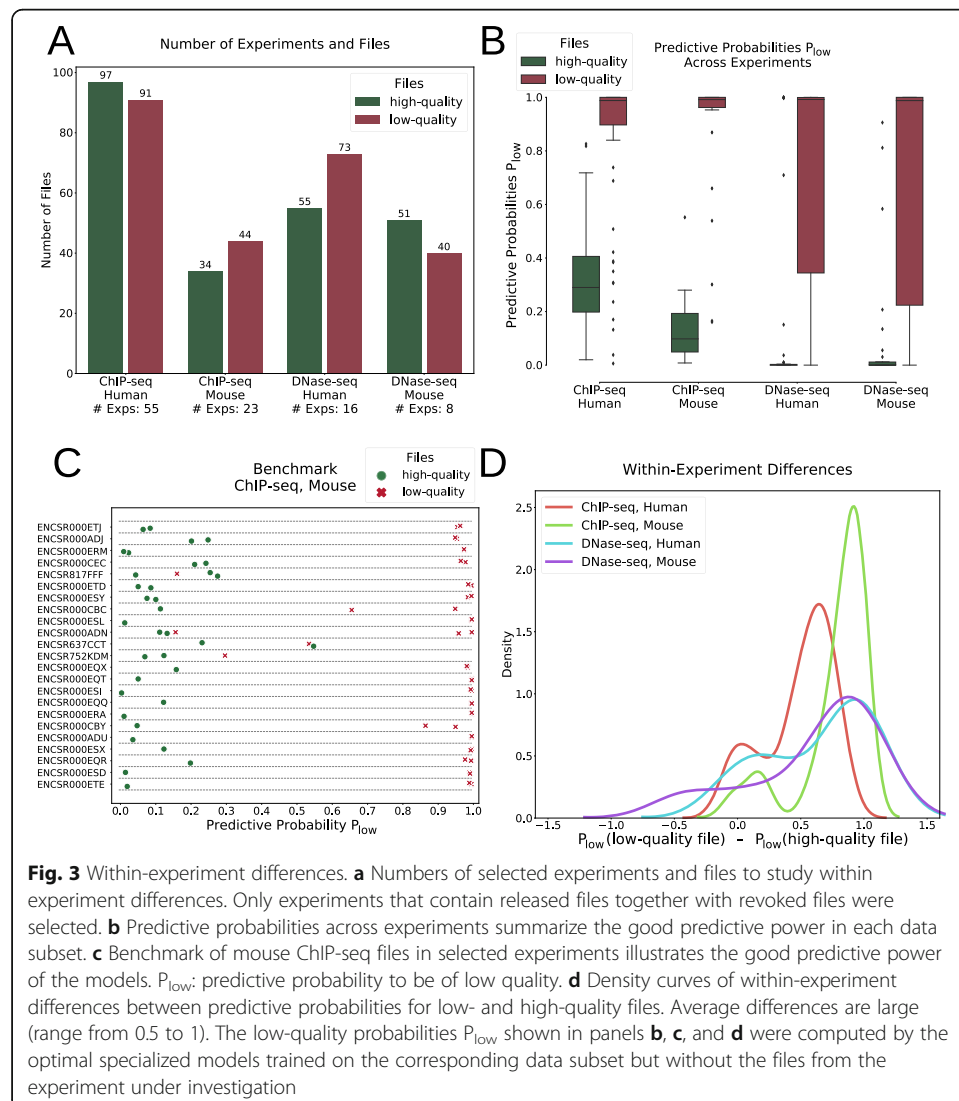 A
Number of Experiments and Files
Files
high-quality
low-quality
Number of Files
100
80
60
40
20
0
97
91
34
44
55
73
51
40
ChIP-seq
Human
# Exps: 55
ChIP-seq
Mouse
# Exps: 23
DNase-seq
Human
# Exps: 16
DNase-seq
Mouse
# Exps: 8
B
Files
high-quality
low-quality
Predictive Probabilities Plow
Across Experiments
Predictive Probabilities Plow
1.0
0.8
0.6
0.4
0.2
0.0
ChIP-seq
Human
ChIP-seq
Mouse
DNase-seq
Human
DNase-seq
Mouse
C
Benchmark
ChIP-seq, Mouse
Files
high-quality
low-quality
ENCSR000ETJ
ENCSR000ADJ
ENCSR000ERM
ENCSR000CEC
ENCSR817FFF
ENCSR000ETD
ENCSR000ESY
ENCSR000CBC
ENCSR000ESL
ENCSR000ADN
ENCSR637CCT
ENCSR752KDM
ENCSR000EQX
ENCSR000EQT
ENCSR000ESI
ENCSR000EQQ
ENCSR000ERA
ENCSR000CBY
ENCSR000ADU
ENCSR000ESX
ENCSR000EQR
ENCSR000ESD
ENCSR000ETE
0.0 0.1 0.2 0.3 0.4 0.5 0.6 0.7 0.8 0.9 1.0
Predictive Probability Plow
D
Within-Experiment Differences
ChIP-seq, Human
ChIP-seq, Mouse
DNase-seq, Human
DNase-seq, Mouse
Density
2.5
2.0
1.5
1.0
0.5
0.0
−1.5 −1.0 −0.5 0.0 0.5 1.0 1.5
Plow(low-quality file) – Plow(high-quality file)
Fig. 3 Within-experiment differences. a Numbers of selected experiments and files to study within
experiment differences. Only experiments that contain released files together with revoked files were
selected. b Predictive probabilities across experiments summarize the good predictive power in each data
subset. c Benchmark of mouse ChIP-seq files in selected experiments illustrates the good predictive power
of the models. Plow: predictive probability to be of low quality. d Density curves of within-experiment
differences between predictive probabilities for low- and high-quality files. Average differences are large
(range from 0.5 to 1). The low-quality probabilities Plow shown in panels b, c, and d were computed by the
optimal specialized models trained on the corresponding data subset but without the files from the
experiment under investigation